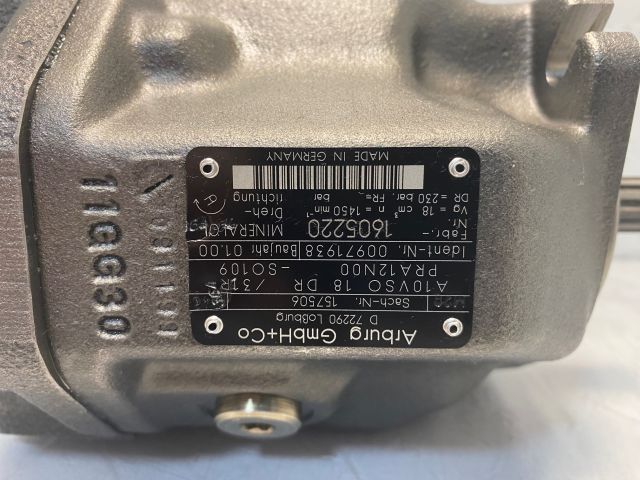 Arburg GmbH+Co
D 72290 Loßburg
Sach-Nr. 157506
A10VSO 18 DR /31R
PRA12N00 -SO109
Ident-Nr. 00971938 Baujahr 01.00
Fabr.-Nr. 1605220 MINERALÖL
Vg = 18 cm³ n = 1450 min⁻¹ Dreh-
DR = 230 bar FR= bar richtung
MADE IN GERMANY
11GG30